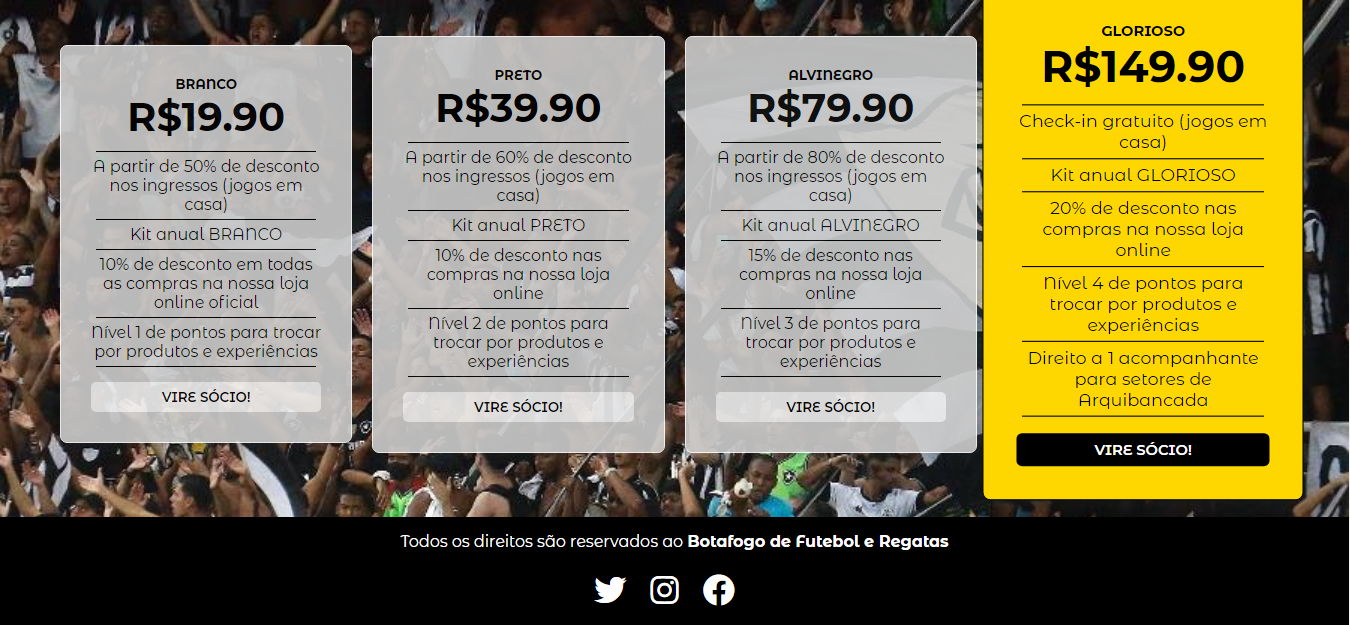 BRANCO
R$19.90
A partir de 50% de desconto
nos ingressos (jogos em
casa)
Kit anual BRANCO
10% de desconto em todas
as compras na nossa loja
online oficial
Nível 1 de pontos para trocar
por produtos e experiências
VIRE SÓCIO!
PRETO
R$39.90
A partir de 60% de desconto
nos ingressos (jogos em
casa)
Kit anual PRETO
10% de desconto nas
compras na nossa loja
online
Nível 2 de pontos para
trocar por produtos e
experiências
VIRE SÓCIO!
ALVINEGRO
R$79.90
A partir de 80% de desconto
nos ingressos (jogos em
casa)
Kit anual ALVINEGRO
15% de desconto nas
compras na nossa loja
online
Nível 3 de pontos para
trocar por produtos e
experiências
VIRE SÓCIO!
GLORIOSO
R$149.90
Check-in gratuito (jogos em
casa)
Kit anual GLORIOSO
20% de desconto nas
compras na nossa loja
online
Nível 4 de pontos para
trocar por produtos e
experiências
Direito a 1 acompanhante
para setores de
Arquibancada
VIRE SÓCIO!
Todos os direitos são reservados ao Botafogo de Futebol e Regatas